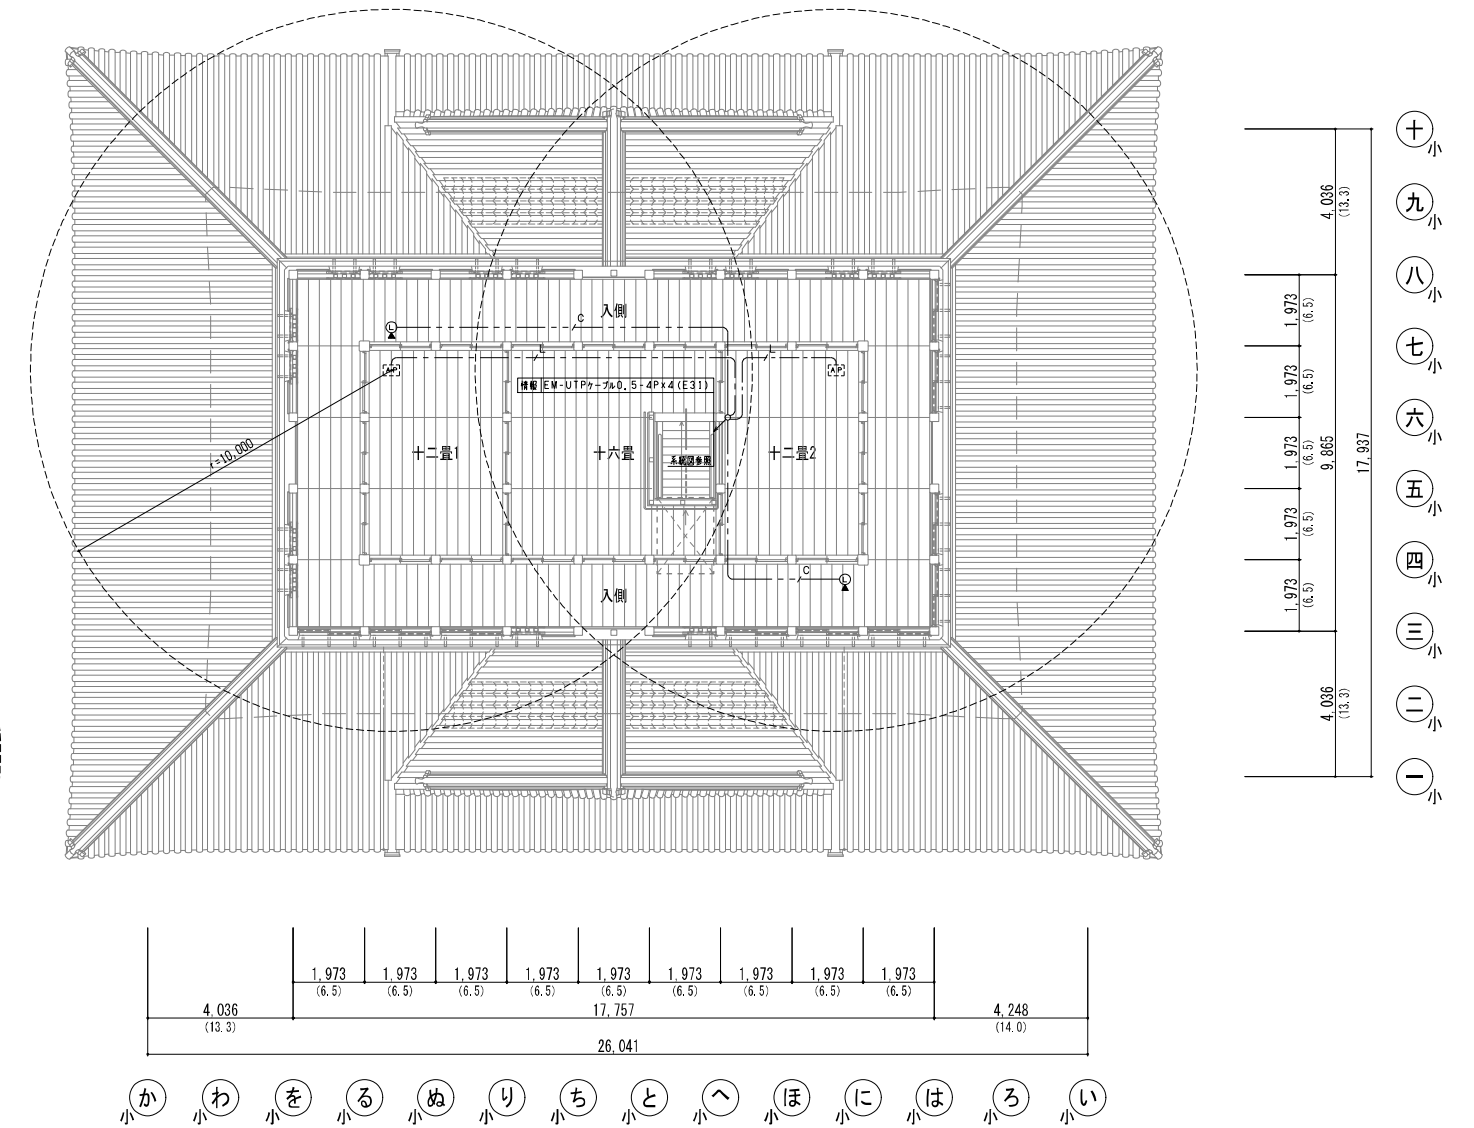 入側
C
L
L
L
AP
AP
情報 EM-UTPケーブル0.5-4P×4(E31)
r=10,000
十二畳1
十六畳
十二畳2
系統図参照
C
L
入側
十小
九小
八小
七小
六小
五小
四小
三小
二小
一小
4,036
(13.3)
1,973
(6.5)
1,973
(6.5)
1,973
(6.5)
1,973
(6.5)
1,973
(6.5)
9,865
17,937
4,036
(13.3)
1,973 1,973 1,973 1,973 1,973 1,973 1,973 1,973 1,973
(6.5) (6.5) (6.5) (6.5) (6.5) (6.5) (6.5) (6.5) (6.5)
4,036 17,757 4,248
(13.3) (14.0)
26,041
か わ を る ぬ り ち と へ ほ に は ろ い
小 小 小 小 小 小 小 小 小 小 小 小 小 小